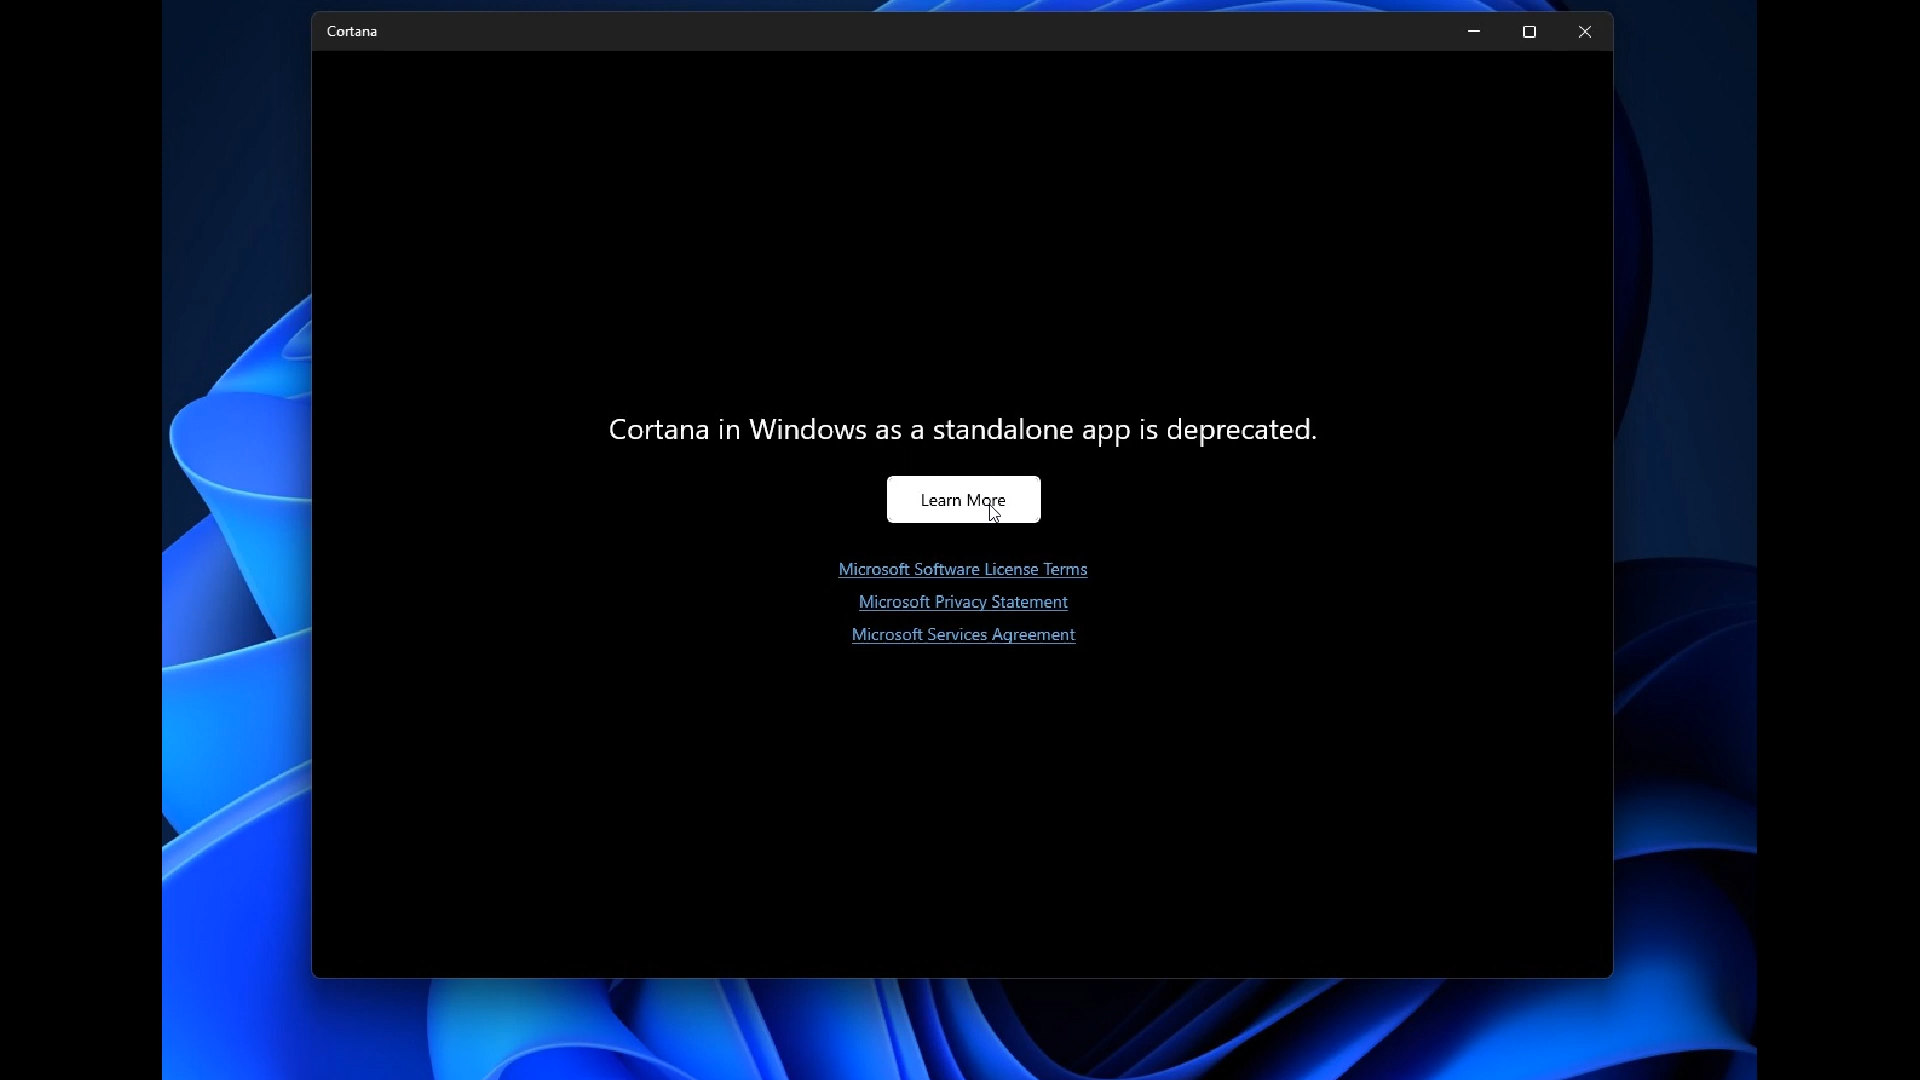 Cortana
Cortana in Windows as a standalone app is deprecated.
Learn More
Microsoft Software License Terms
Microsoft Privacy Statement
Microsoft Services Agreement